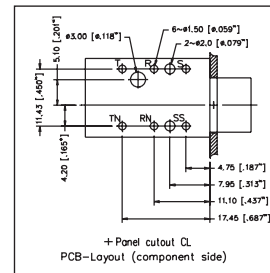 5.10 [.201"]
11.43 [.450"]
4.20 [.165"]
ø3.00 [ø.118"]
6-ø1.50 [ø.059"]
2-ø2.0 [ø.079"]
T R S
TN RN SS
4.75 [.187"]
7.95 [.313"]
11.10 [.437"]
17.45 [.687"]
+ Panel cutout CL
PCB-Layout (component side)